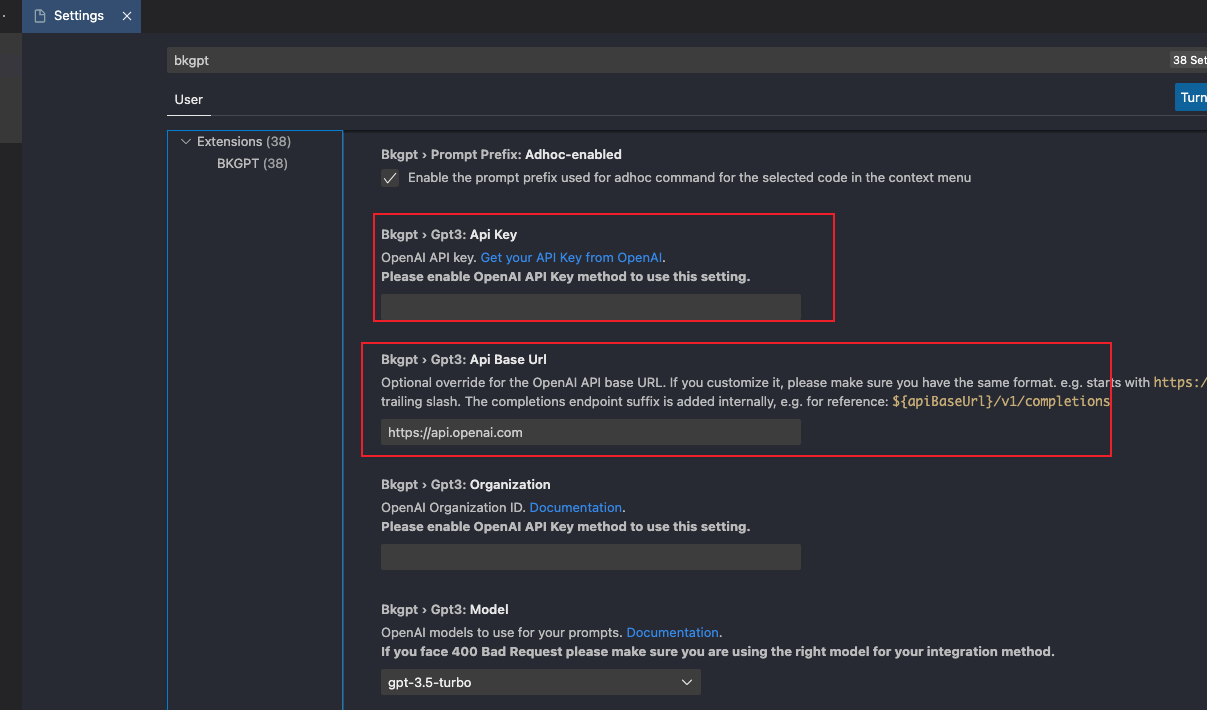 Settings
bkgpt
38 Set
User
Turn
Extensions (38)
BKGPT (38)
Bkgpt › Prompt Prefix: Adhoc-enabled
Enable the prompt prefix used for adhoc command for the selected code in the context menu
Bkgpt › Gpt3: Api Key
OpenAI API key. Get your API Key from OpenAI.
Please enable OpenAI API Key method to use this setting.
Bkgpt › Gpt3: Api Base Url
Optional override for the OpenAI API base URL. If you customize it, please make sure you have the same format. e.g. starts with https:/
trailing slash. The completions endpoint suffix is added internally, e.g. for reference: ${apiBaseUrl}/v1/completions
https://api.openai.com
Bkgpt › Gpt3: Organization
OpenAI Organization ID. Documentation.
Please enable OpenAI API Key method to use this setting.
Bkgpt › Gpt3: Model
OpenAI models to use for your prompts. Documentation.
If you face 400 Bad Request please make sure you are using the right model for your integration method.
gpt-3.5-turbo